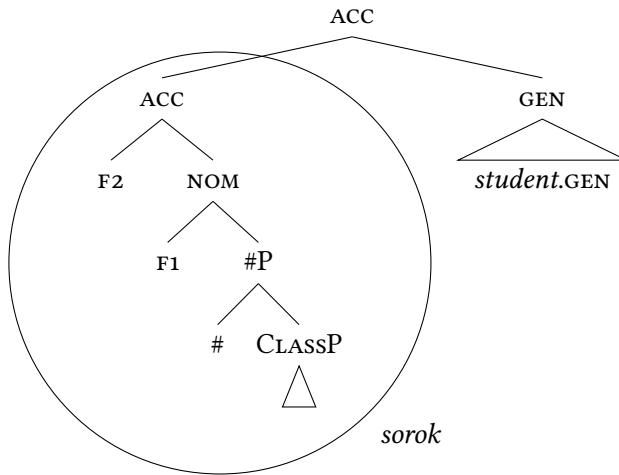 ACC
ACC GEN
F2 NOM student.GEN
F1 #P
# CLASSP
sorok